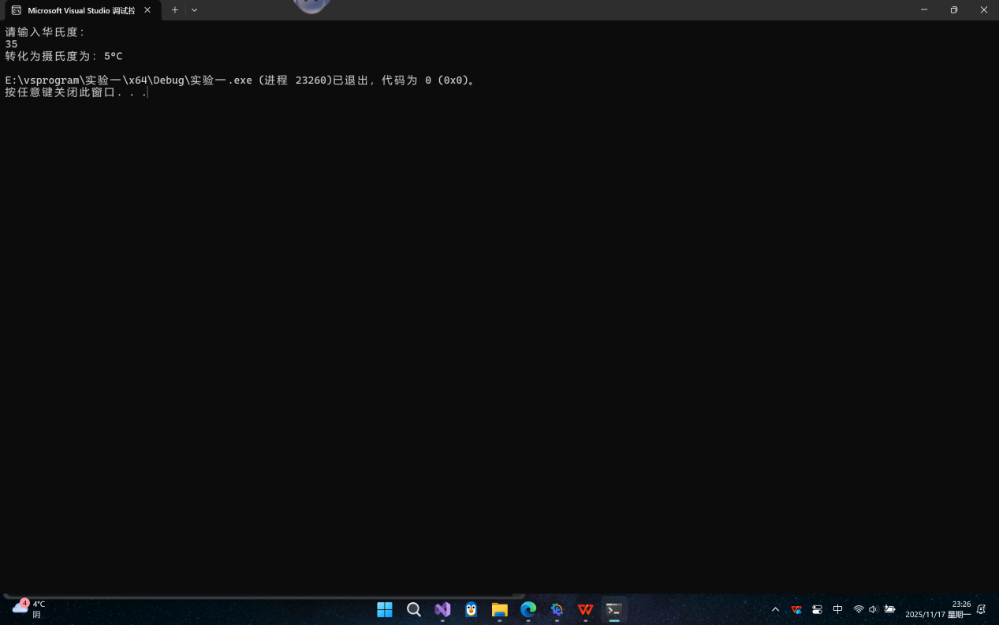 Microsoft Visual Studio 调试控
请输入华氏度：
35
转化为摄氏度为：5°C
E:\vsprogram\实验一\x64\Debug\实验一.exe (进程 23260)已退出，代码为 0 (0x0)。
按任意键关闭此窗口. . .
4
4°C
阴
中
23:26
2025/11/17 星期一